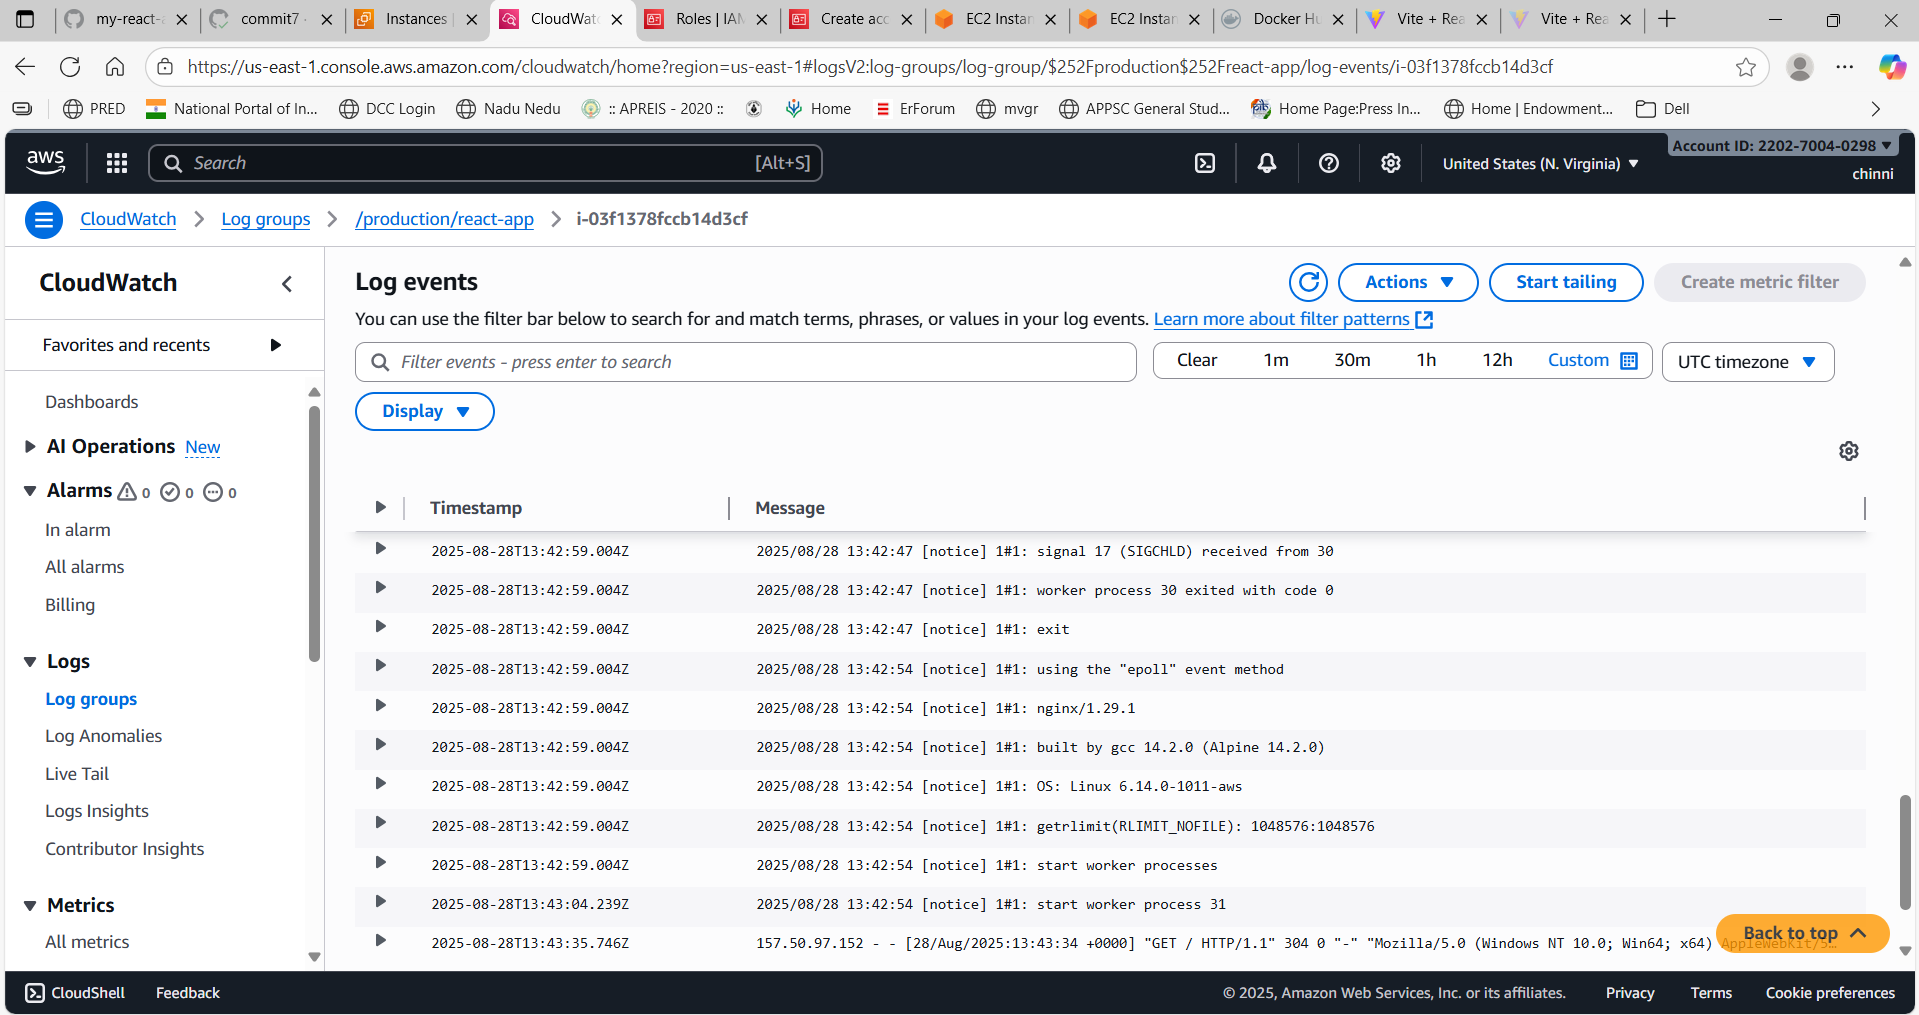 my-react-a
commit7 ·
Instances
CloudWat
Roles | IAM
Create acc
EC2 Instan
EC2 Instan
Docker Hu
Vite + Rea
Vite + Rea
https://us-east-1.console.aws.amazon.com/cloudwatch/home?region=us-east-1#logsV2:log-groups/log-group/$252Fproduction$252Freact-app/log-events/i-03f1378fccb14d3cf
PRED
National Portal of In...
DCC Login
Nadu Nedu
:: APREIS - 2020 ::
Home
ErForum
mvgr
APPSC General Stud...
Home Page:Press In...
Home | Endowment...
Dell
aws
Search
[Alt+S]
United States (N. Virginia)
Account ID: 2202-7004-0298
chinni
CloudWatch
Log groups
/production/react-app
i-03f1378fccb14d3cf
CloudWatch
Favorites and recents
Dashboards
AI Operations New
Alarms 0 0 0
In alarm
All alarms
Billing
Logs
Log groups
Log Anomalies
Live Tail
Logs Insights
Contributor Insights
Metrics
All metrics
Log events
Actions
Start tailing
Create metric filter
You can use the filter bar below to search for and match terms, phrases, or values in your log events. Learn more about filter patterns
Filter events - press enter to search
Clear 1m 30m 1h 12h Custom
UTC timezone
Display
Timestamp Message
2025-08-28T13:42:59.004Z 2025/08/28 13:42:47 [notice] 1#1: signal 17 (SIGCHLD) received from 30
2025-08-28T13:42:59.004Z 2025/08/28 13:42:47 [notice] 1#1: worker process 30 exited with code 0
2025-08-28T13:42:59.004Z 2025/08/28 13:42:47 [notice] 1#1: exit
2025-08-28T13:42:59.004Z 2025/08/28 13:42:54 [notice] 1#1: using the "epoll" event method
2025-08-28T13:42:59.004Z 2025/08/28 13:42:54 [notice] 1#1: nginx/1.29.1
2025-08-28T13:42:59.004Z 2025/08/28 13:42:54 [notice] 1#1: built by gcc 14.2.0 (Alpine 14.2.0)
2025-08-28T13:42:59.004Z 2025/08/28 13:42:54 [notice] 1#1: OS: Linux 6.14.0-1011-aws
2025-08-28T13:42:59.004Z 2025/08/28 13:42:54 [notice] 1#1: getrlimit(RLIMIT_NOFILE): 1048576:1048576
2025-08-28T13:42:59.004Z 2025/08/28 13:42:54 [notice] 1#1: start worker processes
2025-08-28T13:43:04.239Z 2025/08/28 13:42:54 [notice] 1#1: start worker process 31
2025-08-28T13:43:35.746Z 157.50.97.152 - - [28/Aug/2025:13:43:34 +0000] "GET / HTTP/1.1" 304 0 "-" "Mozilla/5.0 (Windows NT 10.0; Win64; x64) AppleWebKit/5...
Back to top
CloudShell
Feedback
© 2025, Amazon Web Services, Inc. or its affiliates.
Privacy
Terms
Cookie preferences